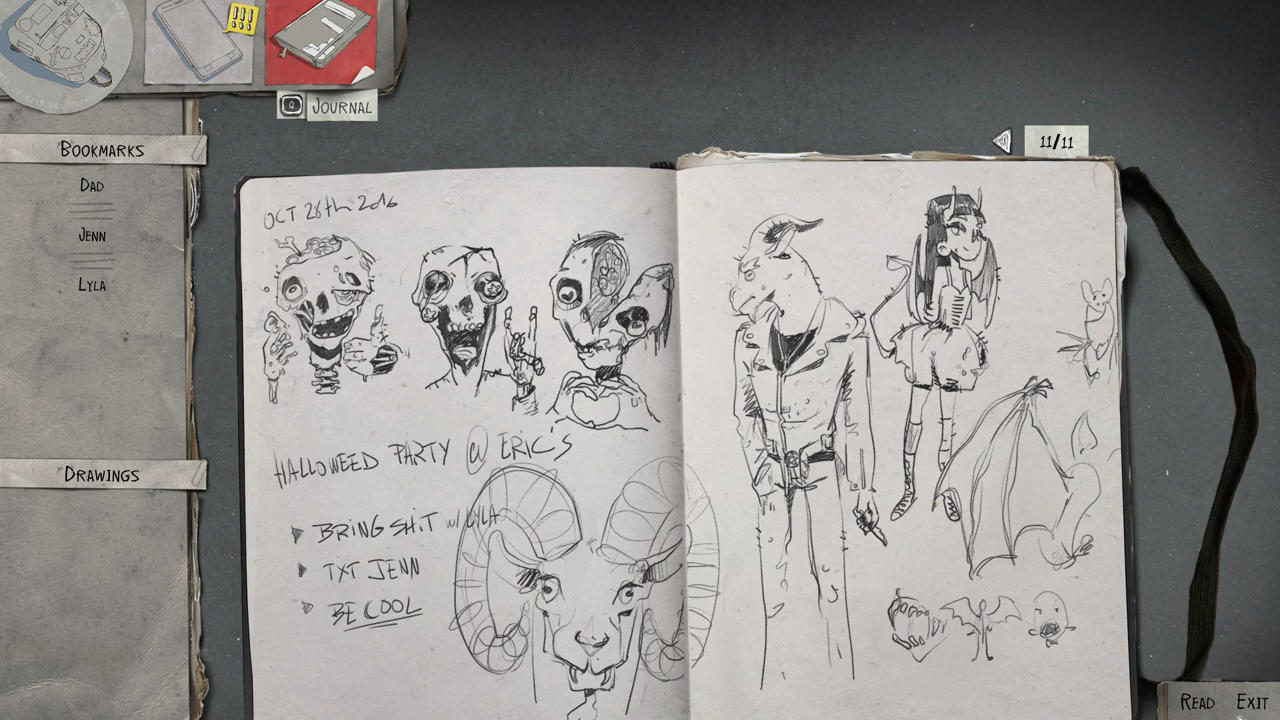 JOURNAL
BOOKMARKS
DAD
JENN
LYLA
DRAWINGS
11/11
OCT 28th 2016
HALLOWEED PARTY @ ERIC'S
BRING SHIT w/ LYLA
TXT JENN
BE COOL
READ EXIT